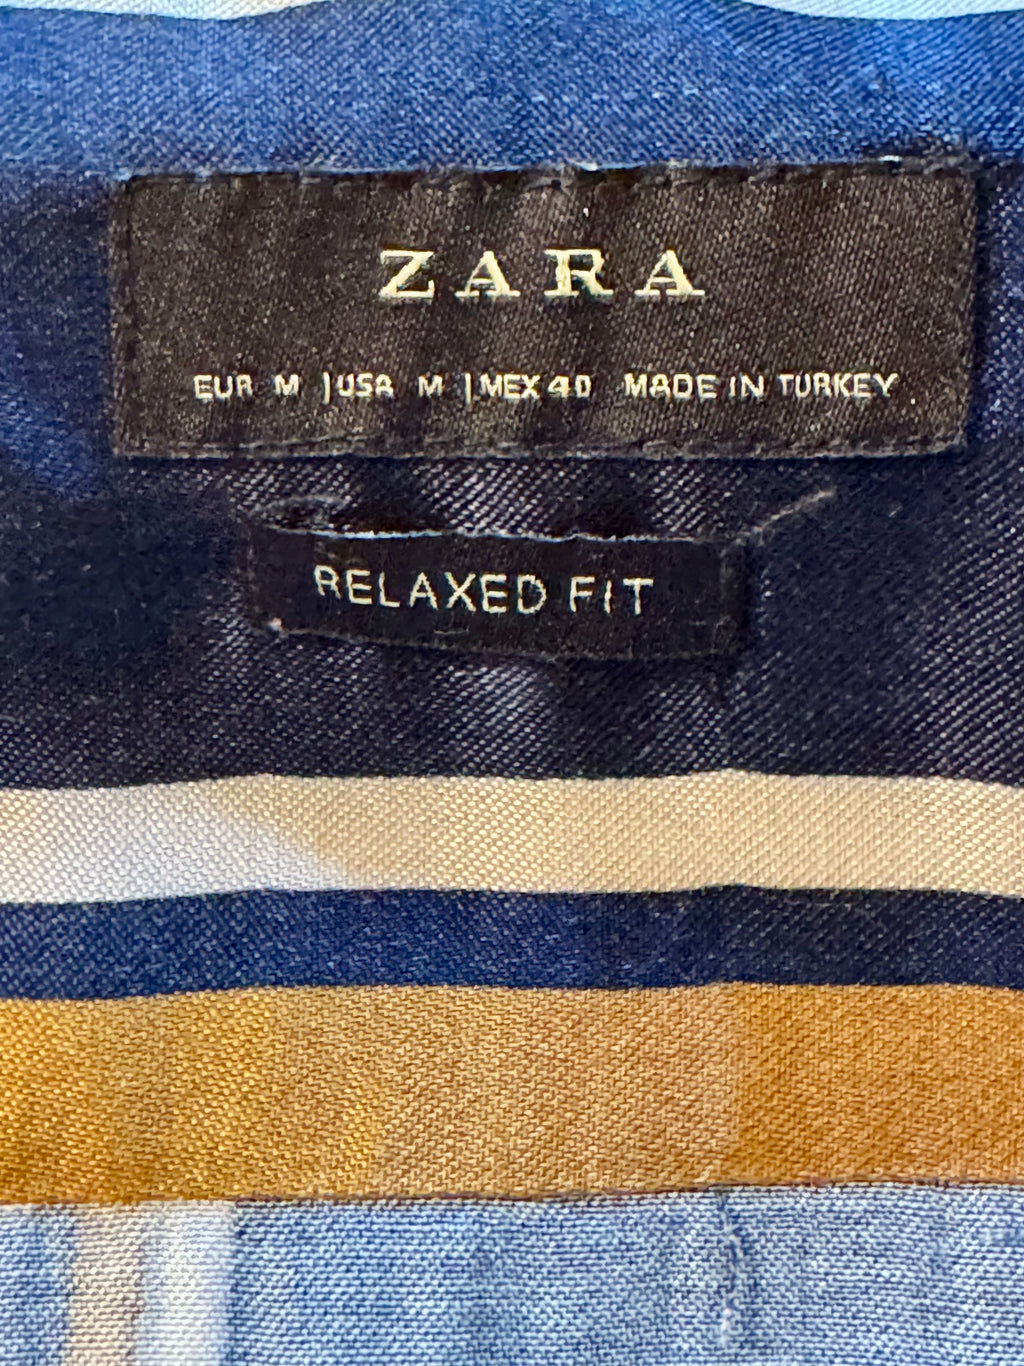 ZARA
EUR M | USA M | MEX 40 MADE IN TURKEY
RELAXED FIT